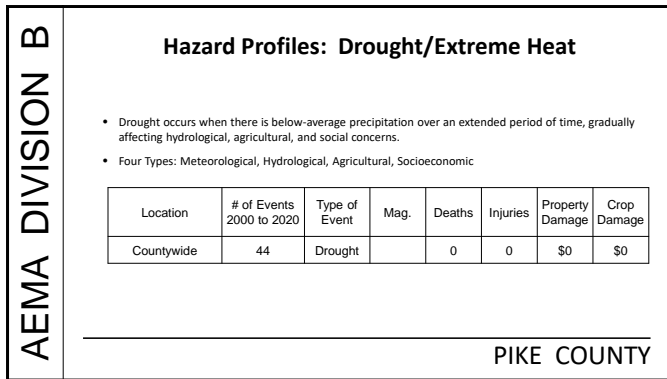 AEMA DIVISION B
Hazard Profiles: Drought/Extreme Heat
• Drought occurs when there is below-average precipitation over an extended period of time, gradually
affecting hydrological, agricultural, and social concerns.
• Four Types: Meteorological, Hydrological, Agricultural, Socioeconomic
Location # of Events 2000 to 2020 Type of Event Mag. Deaths Injuries Property Damage Crop Damage
Countywide 44 Drought 0 0 $0 $0
PIKE COUNTY